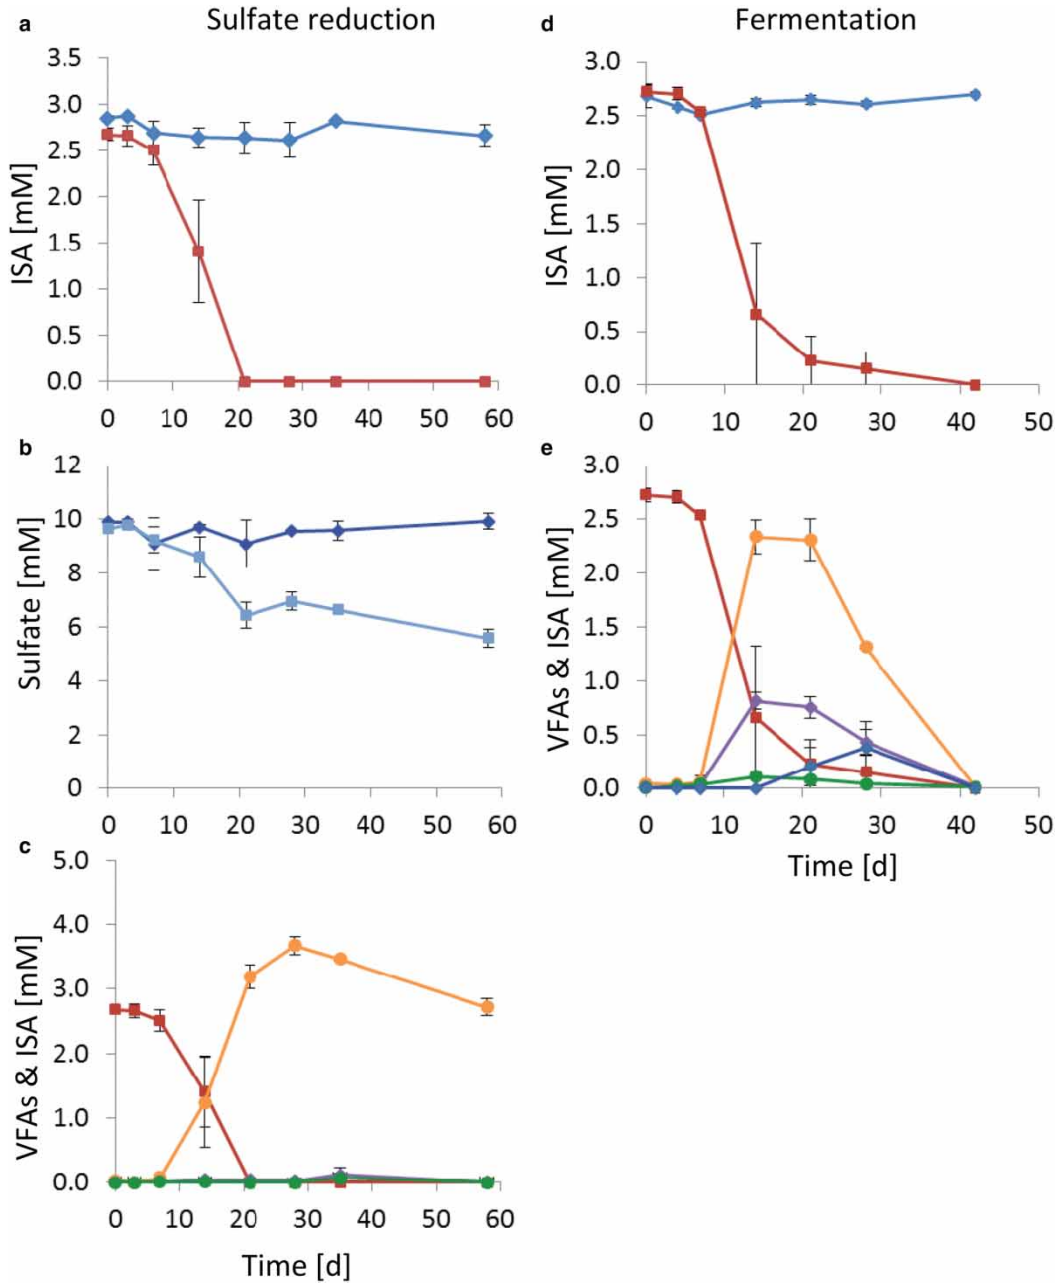 a
Sulfate reduction
3.5
3.0
2.5
2.0
1.5
1.0
0.5
0.0
ISA [mM]
0 10 20 30 40 50 60
b
12
10
8
6
4
2
0
Sulfate [mM]
0 10 20 30 40 50 60
c
5.0
4.0
3.0
2.0
1.0
0.0
VFAs & ISA [mM]
0 10 20 30 40 50 60
Time [d]
d
Fermentation
3.0
2.5
2.0
1.5
1.0
0.5
0.0
ISA [mM]
0 10 20 30 40 50
e
3.0
2.5
2.0
1.5
1.0
0.5
0.0
VFAs & ISA [mM]
0 10 20 30 40 50
Time [d]